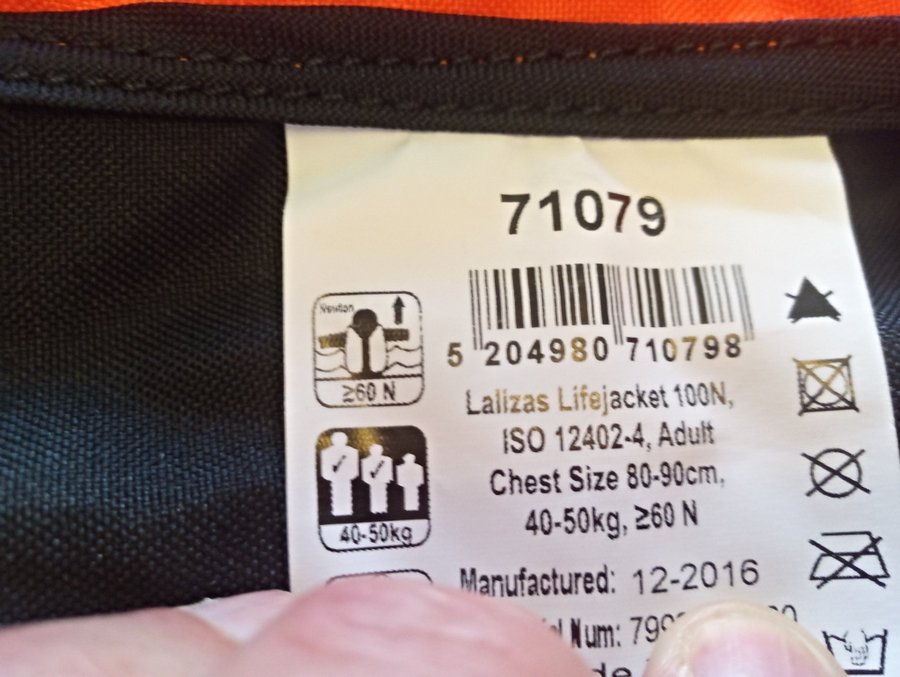 71079
Newton
≥60 N
5 204980 710798
Lalizas Lifejacket 100N,
ISO 12402-4, Adult
Chest Size 80-90cm,
40-50kg, ≥60 N
40-50kg
Manufactured: 12-2016
Num: 799